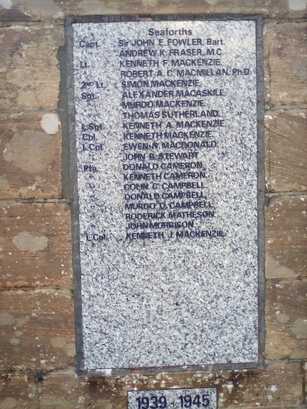 Seaforths
Capt. Sir JOHN E. FOWLER, Bart.
ANDREW K. FRASER, M.C.
Lt. KENNETH F. MACKENZIE.
ROBERT A. C. MACMILLAN, Ph.D.
2nd Lt. SIMON MACKENZIE.
Sgt. ALEXANDER MACASKILL.
MURDO MACKENZIE.
THOMAS SUTHERLAND.
L.Sgt. KENNETH A. MACKENZIE.
Cpl. KENNETH MACKENZIE.
L.Cpl. EWEN N. MACDONALD.
JOHN B. STEWART.
Pte. DONALD CAMERON.
KENNETH CAMERON.
COLIN C. CAMPBELL.
DONALD CAMPBELL.
MURDO D. CAMPBELL.
RODERICK MATHESON.
JOHN MORRISON.
L.Cpl. KENNETH J. MACKENZIE.
1939 - 1945